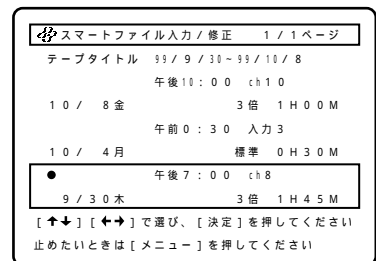 スマートファイル入力/修正 1/1ページ
テープタイトル 99/9/30~99/10/8
午後10:00 ch10
10/ 8金 3倍 1H00M
午前0:30 入力3
10/ 4月 標準 0H30M
● 午後7:00 ch8
9/30木 3倍 1H45M
[↑↓][←→]で選び、[決定]を押してください
止めたいときは[メニュー]を押してください